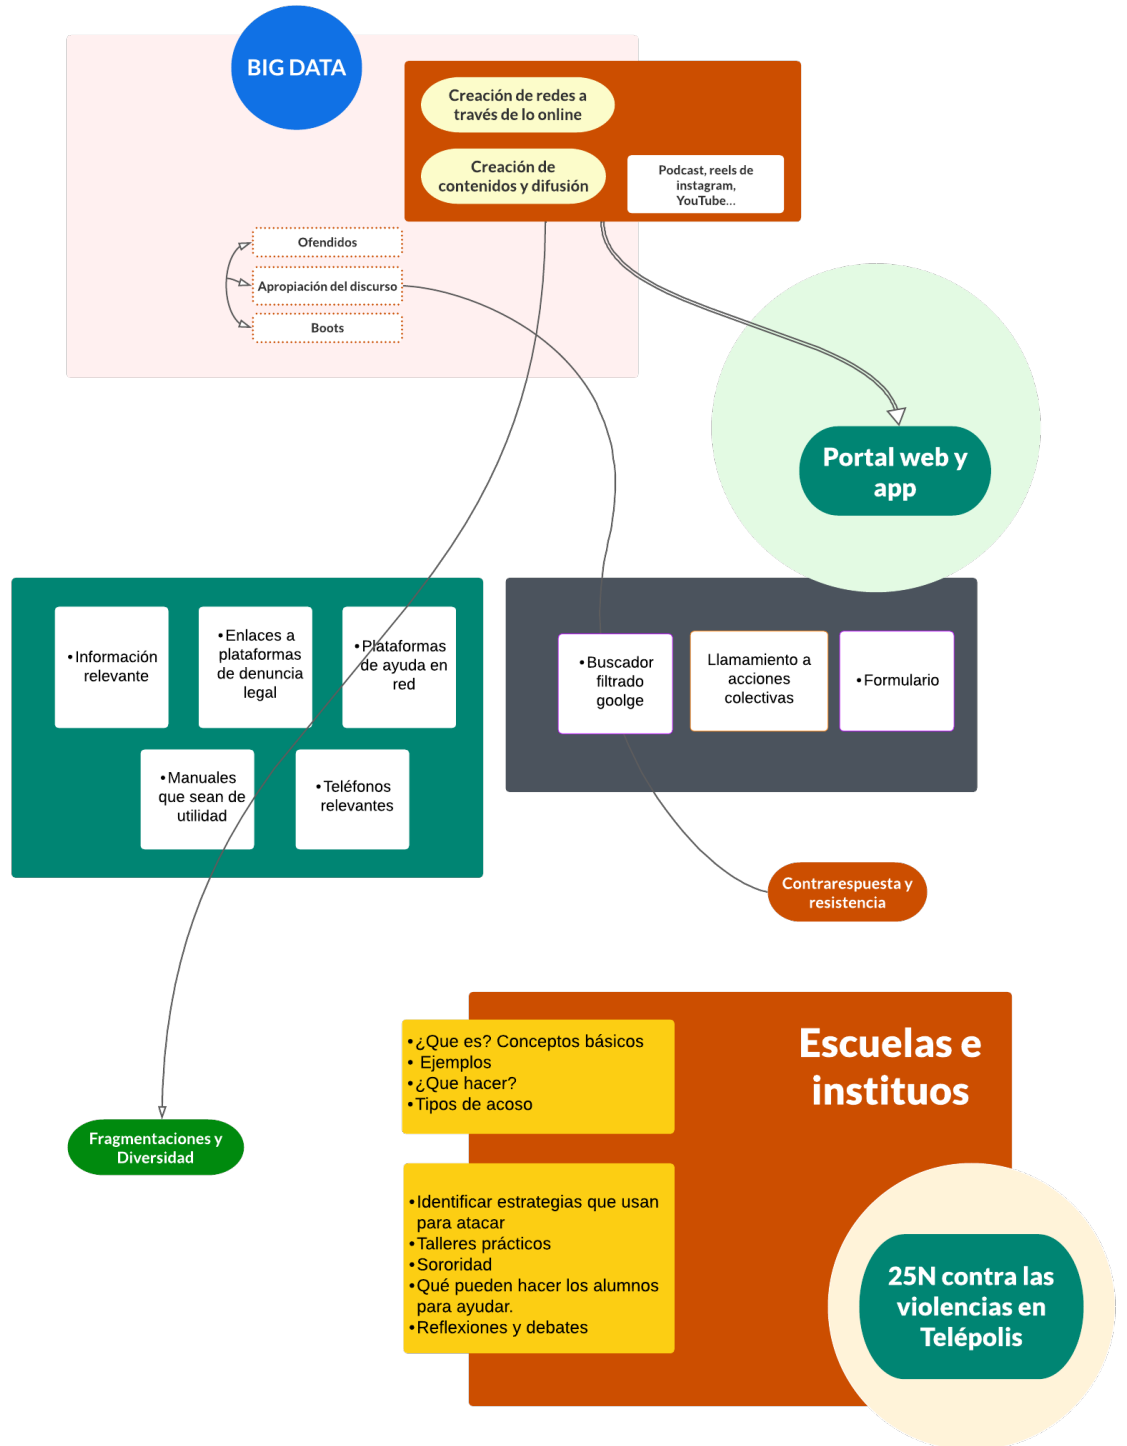 BIG DATA
Creación de redes a
través de lo online
Creación de
contenidos y difusión
Podcast, reels de
instagram,
YouTube...
Ofendidos
Apropiación del discurso
Boots
Portal web y
app
•Información
relevante
•Enlaces a
plataformas
de denuncia
legal
•Plataformas
de ayuda en
red
•Manuales
que sean de
utilidad
•Teléfonos
relevantes
•Buscador
filtrado
goolge
Llamamiento a
acciones
colectivas
•Formulario
Contrarespuesta y
resistencia
Fragmentaciones y
Diversidad
Escuelas e
instituos
•¿Que es? Conceptos básicos
• Ejemplos
•¿Que hacer?
•Tipos de acoso
•Identificar estrategias que usan
para atacar
•Talleres prácticos
•Sororidad
•Qué pueden hacer los alumnos
para ayudar.
•Reflexiones y debates
25N contra las
violencias en
Telépolis